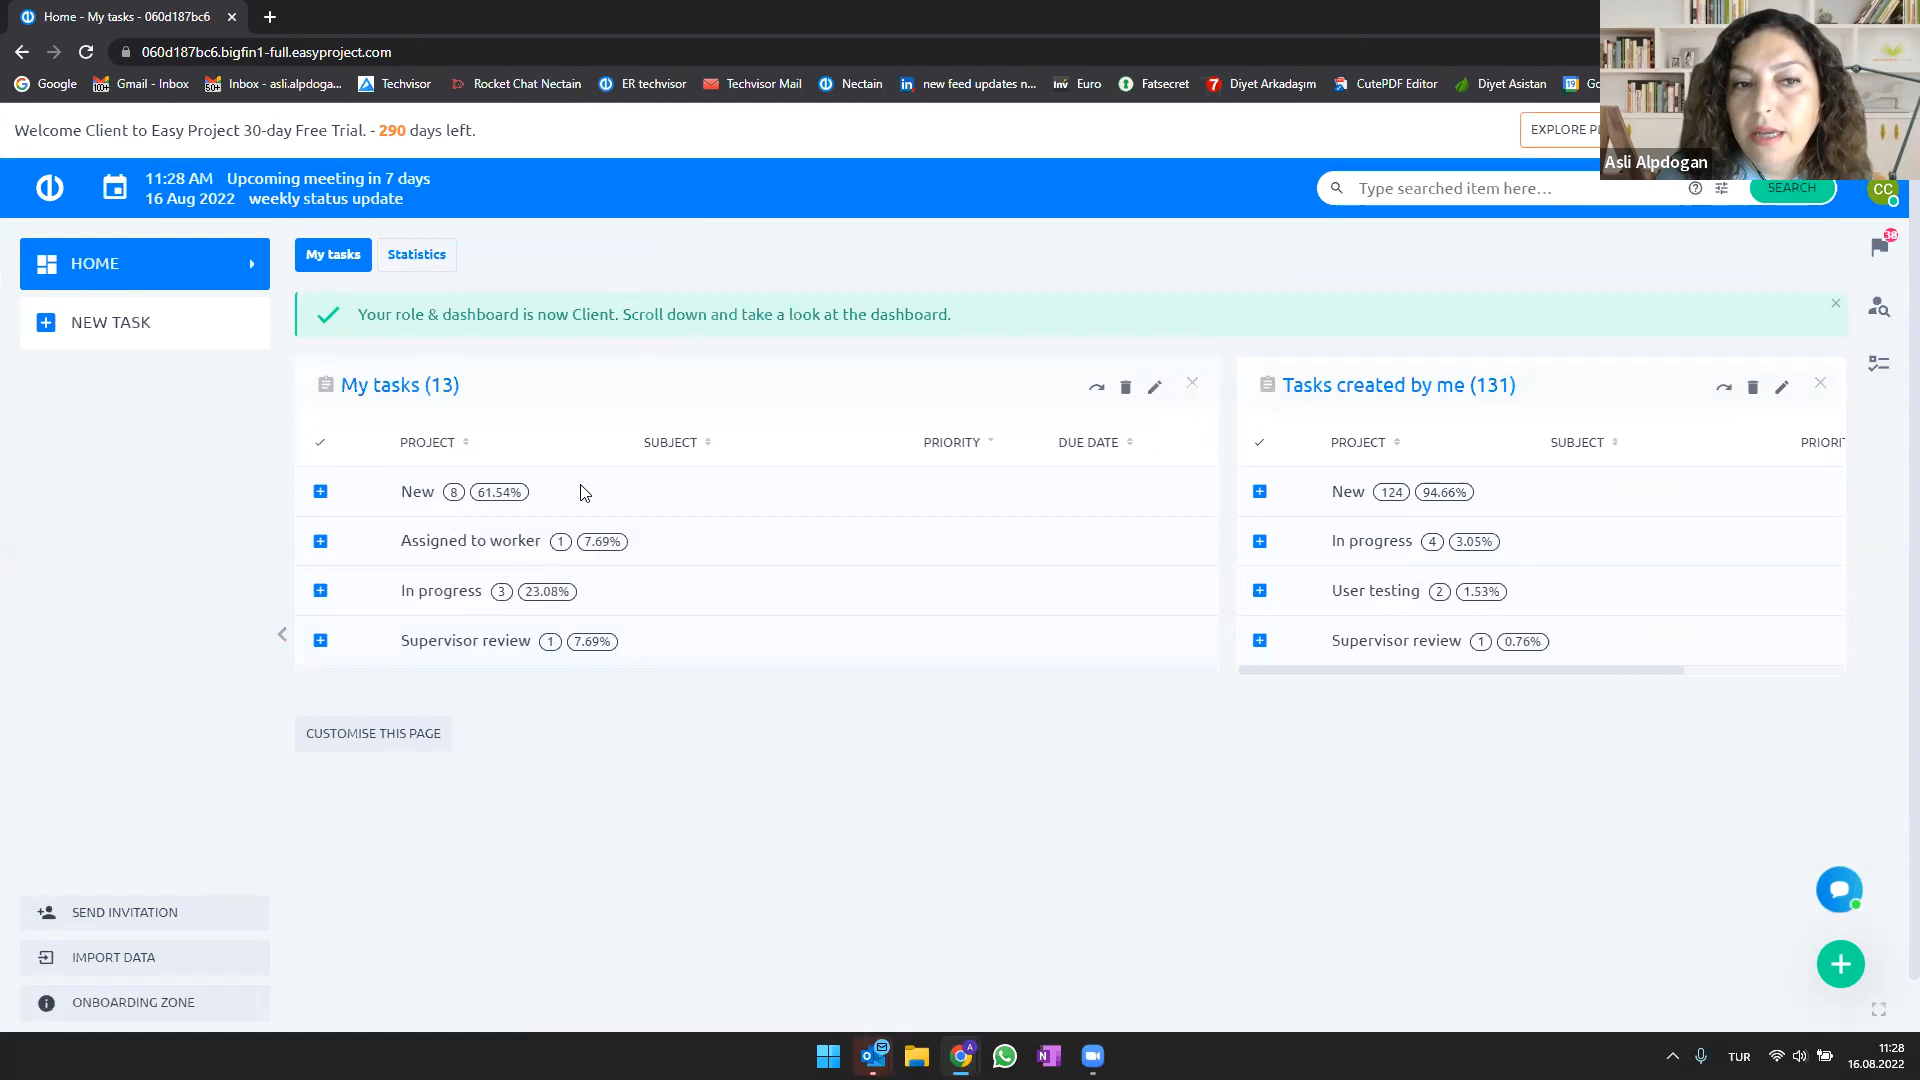 Home - My tasks - 060d187bc6
060d187bc6.bigfin1-full.easyproject.com
Google
Gmail - Inbox
Inbox - asli.alpdoga...
Techvisor
Rocket Chat Nectain
ER techvisor
Techvisor Mail
Nectain
new feed updates n...
Euro
Fatsecret
Diyet Arkadaşım
CutePDF Editor
Diyet Asistan
Go
Welcome Client to Easy Project 30-day Free Trial. - 290 days left.
EXPLORE P
Asli Alpdogan
11:28 AM Upcoming meeting in 7 days
16 Aug 2022 weekly status update
Type searched item here...
SEARCH
CC
HOME
NEW TASK
My tasks
Statistics
38
Your role & dashboard is now Client. Scroll down and take a look at the dashboard.
My tasks (13)
PROJECT SUBJECT PRIORITY DUE DATE
New 8 61.54%
Assigned to worker 1 7.69%
In progress 3 23.08%
Supervisor review 1 7.69%
Tasks created by me (131)
PROJECT SUBJECT PRIORIT
New 124 94.66%
In progress 4 3.05%
User testing 2 1.53%
Supervisor review 1 0.76%
CUSTOMISE THIS PAGE
SEND INVITATION
IMPORT DATA
ONBOARDING ZONE
TUR
11:28
16.08.2022